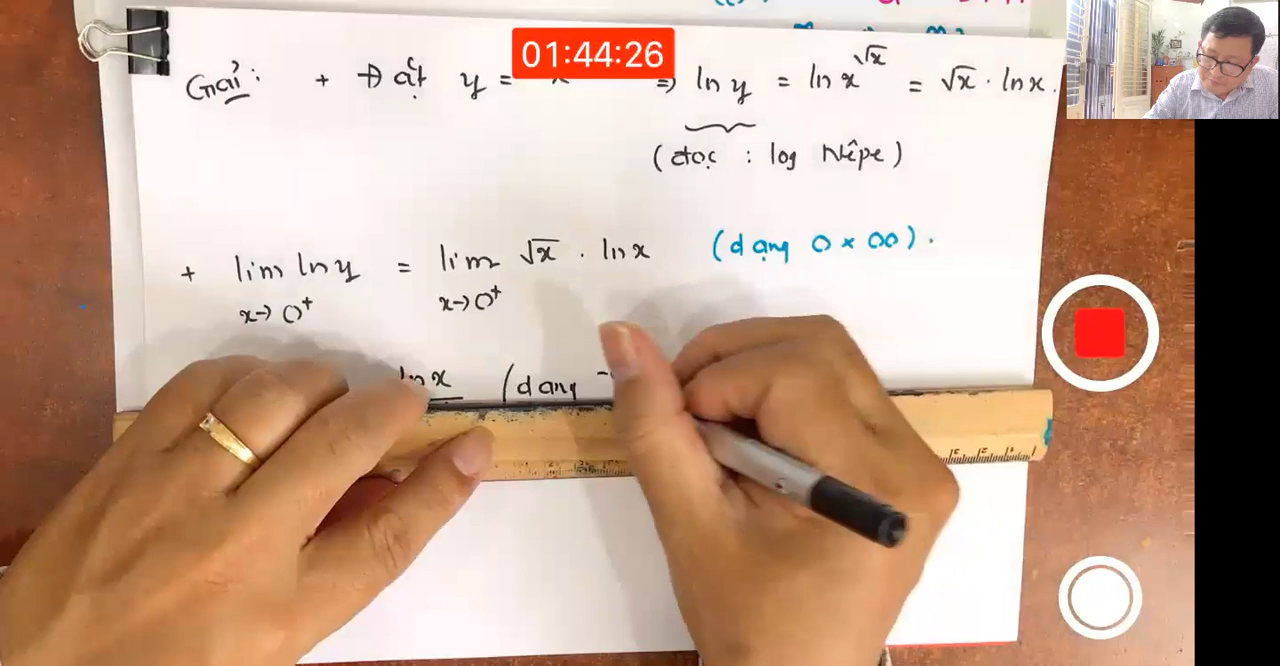 01:44:26
Giải: + Đặt y = x ⇒ ln y = ln x^√x = √x . ln x.
(đọc : log Nêpe)
+ lim ln y = lim √x . ln x (dạng 0 × ∞).
x→0⁺ x→0⁺
ln x (dạng -